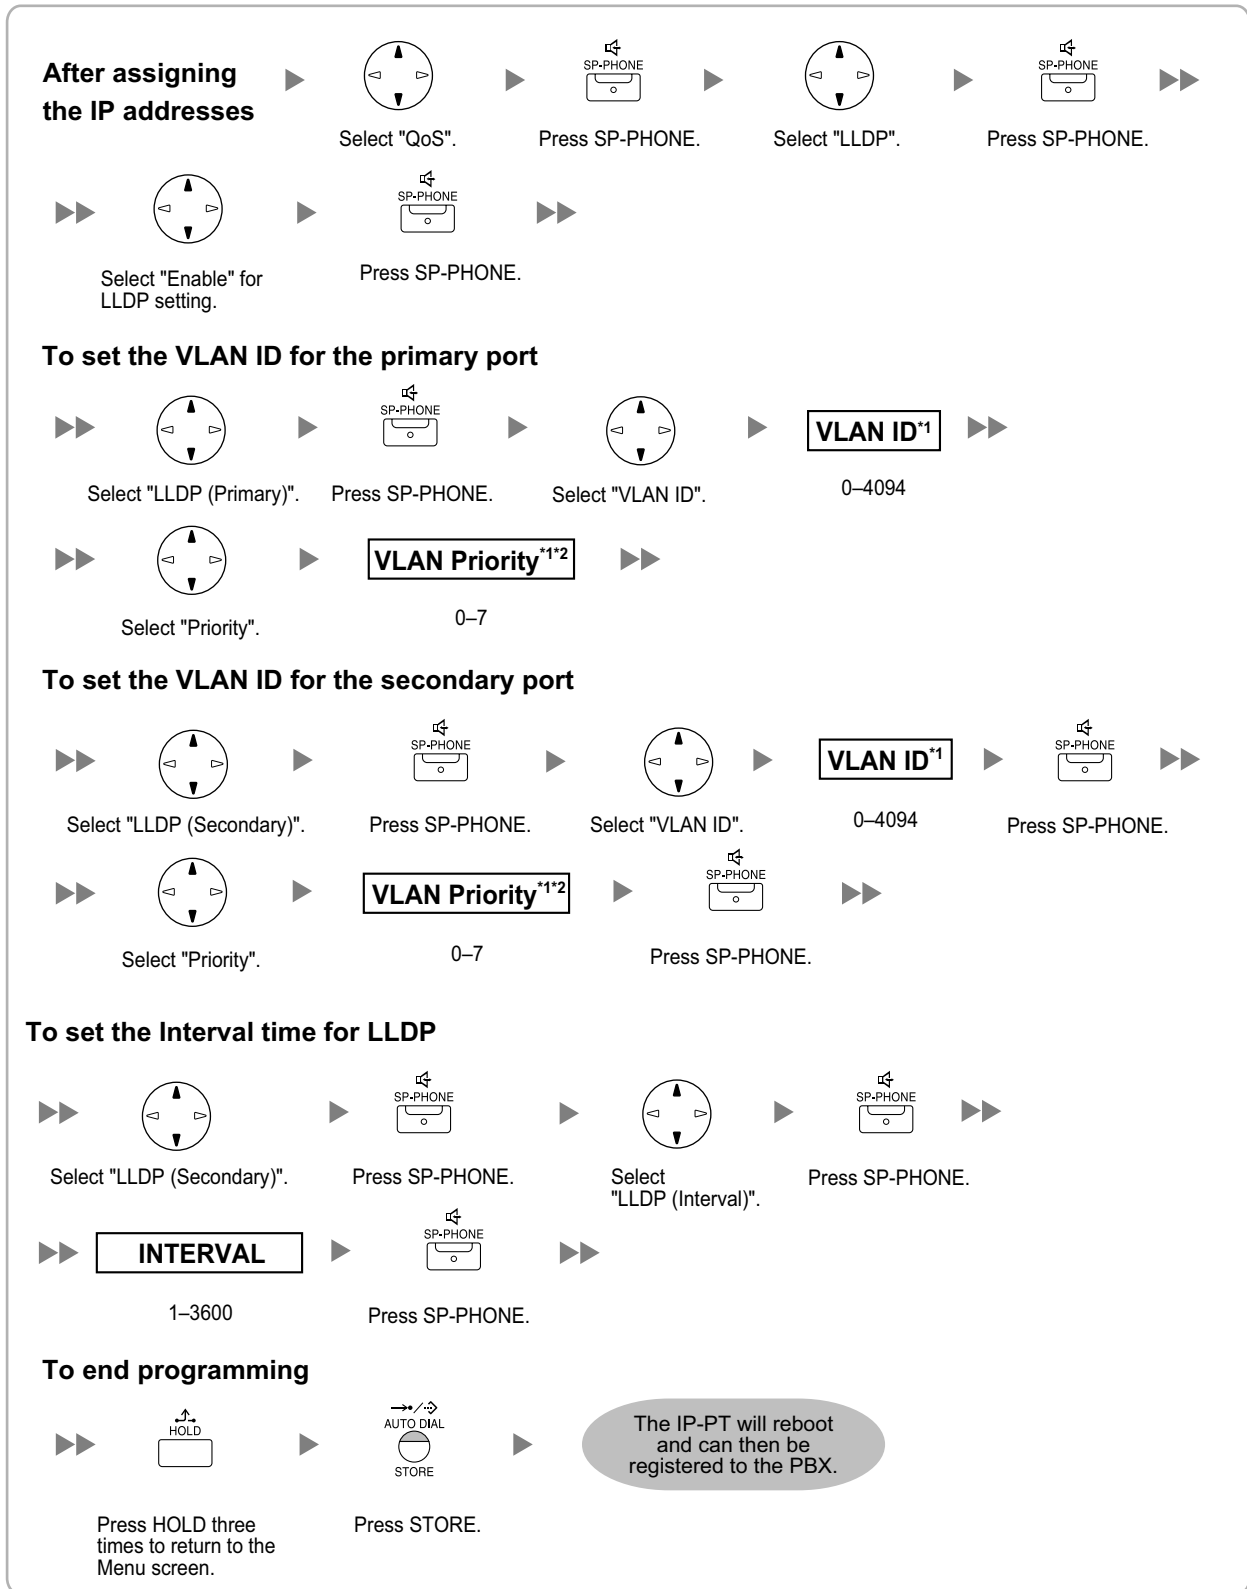 After assigning
the IP addresses
SP-PHONE
SP-PHONE
Select "QoS".
Press SP-PHONE.
Select "LLDP".
Press SP-PHONE.
SP-PHONE
Select "Enable" for
LLDP setting.
Press SP-PHONE.
To set the VLAN ID for the primary port
SP-PHONE
VLAN ID*1
Select "LLDP (Primary)".
Press SP-PHONE.
Select "VLAN ID".
0–4094
VLAN Priority*1*2
Select "Priority".
0–7
To set the VLAN ID for the secondary port
SP-PHONE
VLAN ID*1
SP-PHONE
Select "LLDP (Secondary)".
Press SP-PHONE.
Select "VLAN ID".
0–4094
Press SP-PHONE.
VLAN Priority*1*2
SP-PHONE
Select "Priority".
0–7
Press SP-PHONE.
To set the Interval time for LLDP
SP-PHONE
SP-PHONE
Select "LLDP (Secondary)".
Press SP-PHONE.
Select
"LLDP (Interval)".
Press SP-PHONE.
INTERVAL
SP-PHONE
1–3600
Press SP-PHONE.
To end programming
HOLD
AUTO DIAL
STORE
The IP-PT will reboot
and can then be
registered to the PBX.
Press HOLD three
times to return to the
Menu screen.
Press STORE.